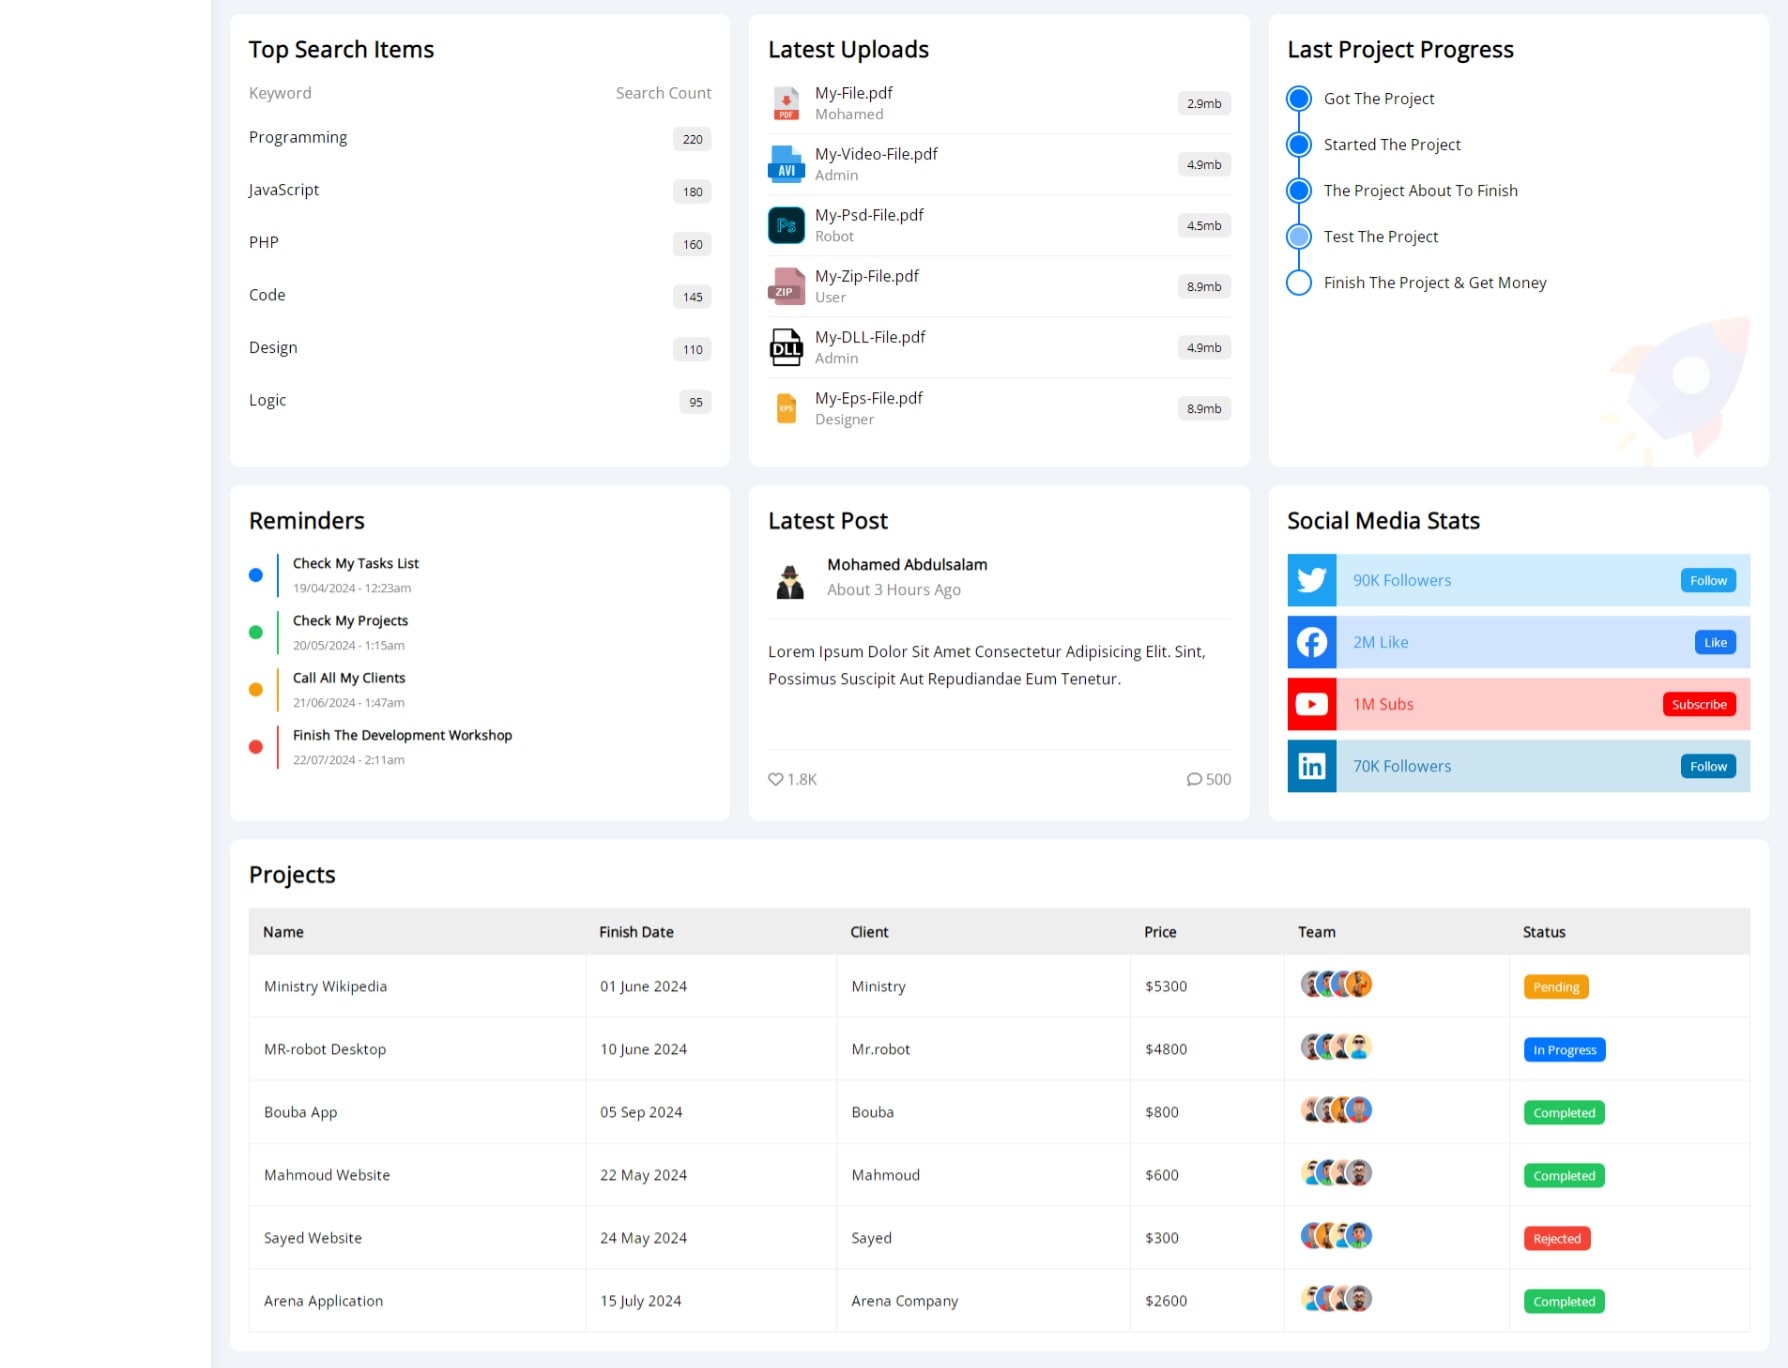 Top Search Items
Keyword Search Count
Programming 220
JavaScript 180
PHP 160
Code 145
Design 110
Logic 95
Latest Uploads
PDF
My-File.pdf
Mohamed
2.9mb
AVI
My-Video-File.pdf
Admin
4.9mb
Ps
My-Psd-File.pdf
Robot
4.5mb
ZIP
My-Zip-File.pdf
User
8.9mb
DLL
My-DLL-File.pdf
Admin
4.9mb
EPS
My-Eps-File.pdf
Designer
8.9mb
Last Project Progress
Got The Project
Started The Project
The Project About To Finish
Test The Project
Finish The Project & Get Money
Reminders
Check My Tasks List
19/04/2024 - 12:23am
Check My Projects
20/05/2024 - 1:15am
Call All My Clients
21/06/2024 - 1:47am
Finish The Development Workshop
22/07/2024 - 2:11am
Latest Post
Mohamed Abdulsalam
About 3 Hours Ago
Lorem Ipsum Dolor Sit Amet Consectetur Adipisicing Elit. Sint,
Possimus Suscipit Aut Repudiandae Eum Tenetur.
1.8K 500
Social Media Stats
90K Followers Follow
2M Like Like
1M Subs Subscribe
in 70K Followers Follow
Projects
Name Finish Date Client Price Team Status
Ministry Wikipedia 01 June 2024 Ministry $5300 Pending
MR-robot Desktop 10 June 2024 Mr.robot $4800 In Progress
Bouba App 05 Sep 2024 Bouba $800 Completed
Mahmoud Website 22 May 2024 Mahmoud $600 Completed
Sayed Website 24 May 2024 Sayed $300 Rejected
Arena Application 15 July 2024 Arena Company $2600 Completed